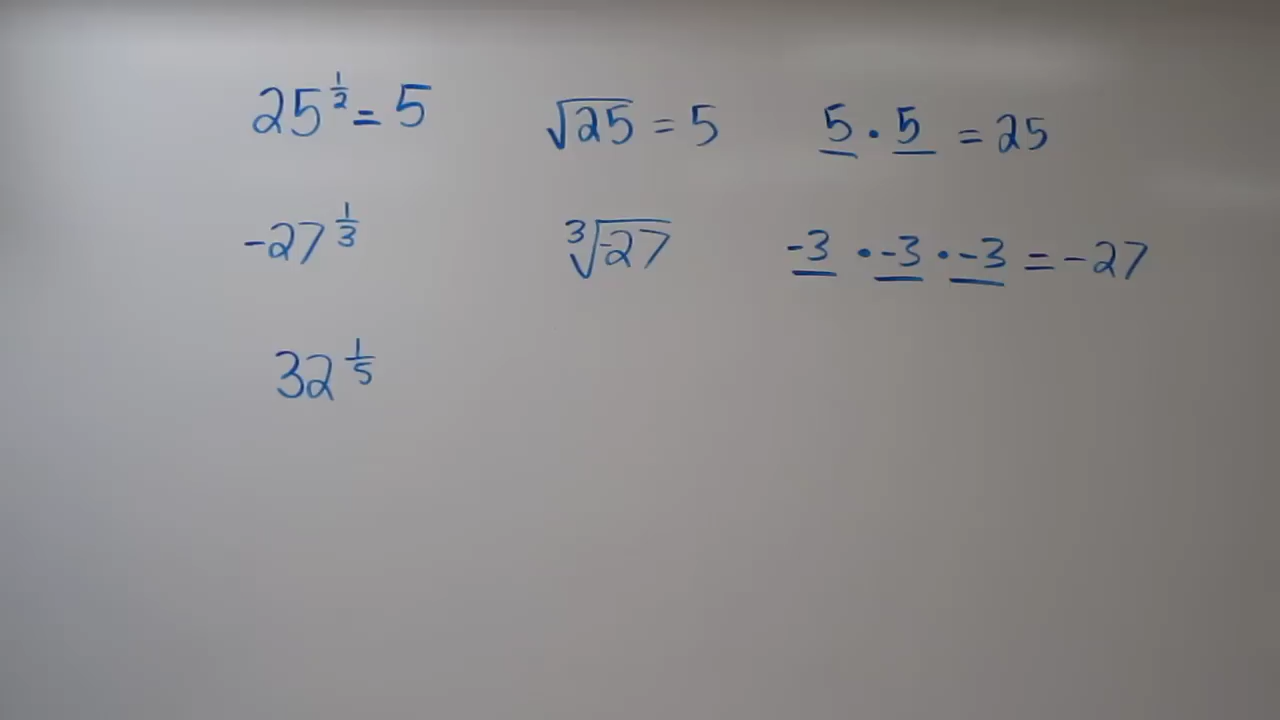 25^{1/2} = 5 √25 = 5 5 · 5 = 25
-27^{1/3} ∛-27 -3 · -3 · -3 = -27
32^{1/5}